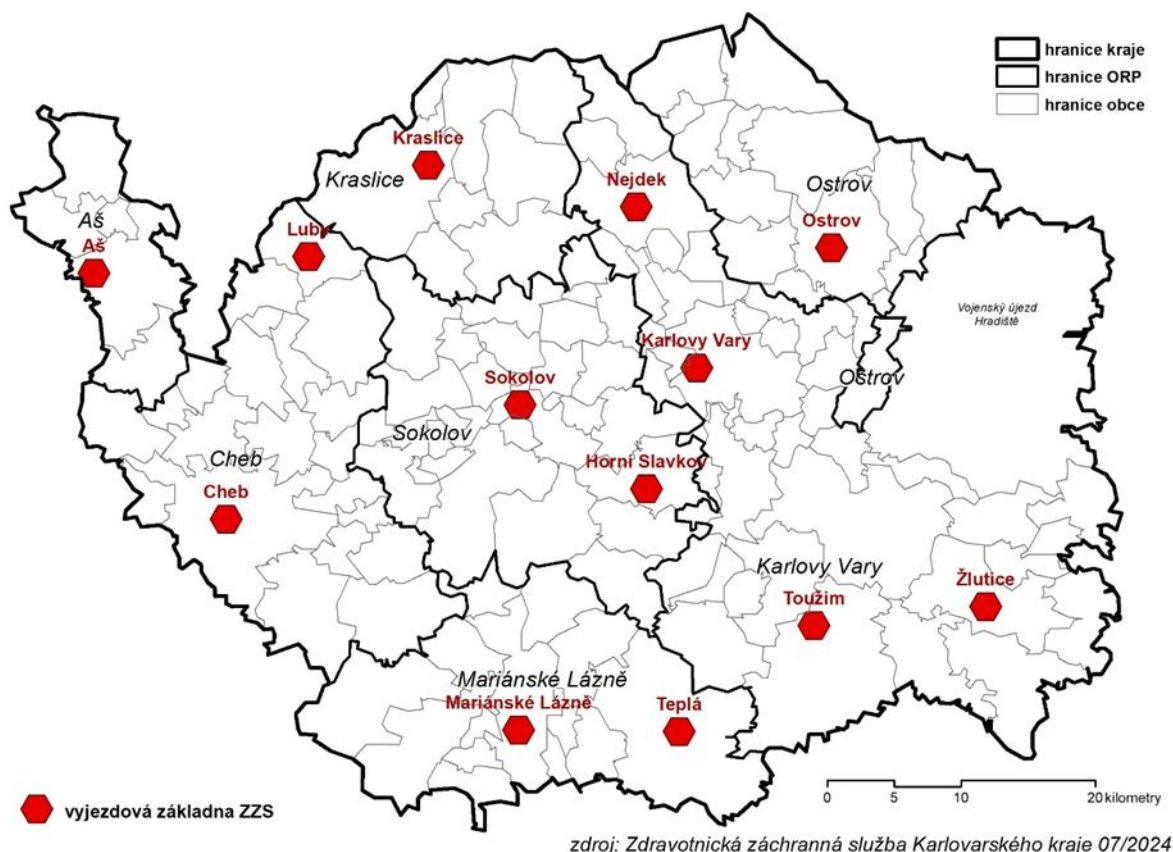 hranice kraje
hranice ORP
hranice obce
Kraslice
Kraslice
Nejdek
Ostrov
Ostrov
Aš
Aš
Luby
Vojenský újezd
Hradiště
Karlovy Vary
Ostrov
Sokolov
Sokolov
Cheb
Cheb
Horní Slavkov
Karlovy Vary
Toužim
Žlutice
Mariánské Lázně
Mariánské Lázně
Teplá
vyjezdová základna ZZS
0 5 10 20 kilometry
zdroj: Zdravotnická záchranná služba Karlovarského kraje 07/2024